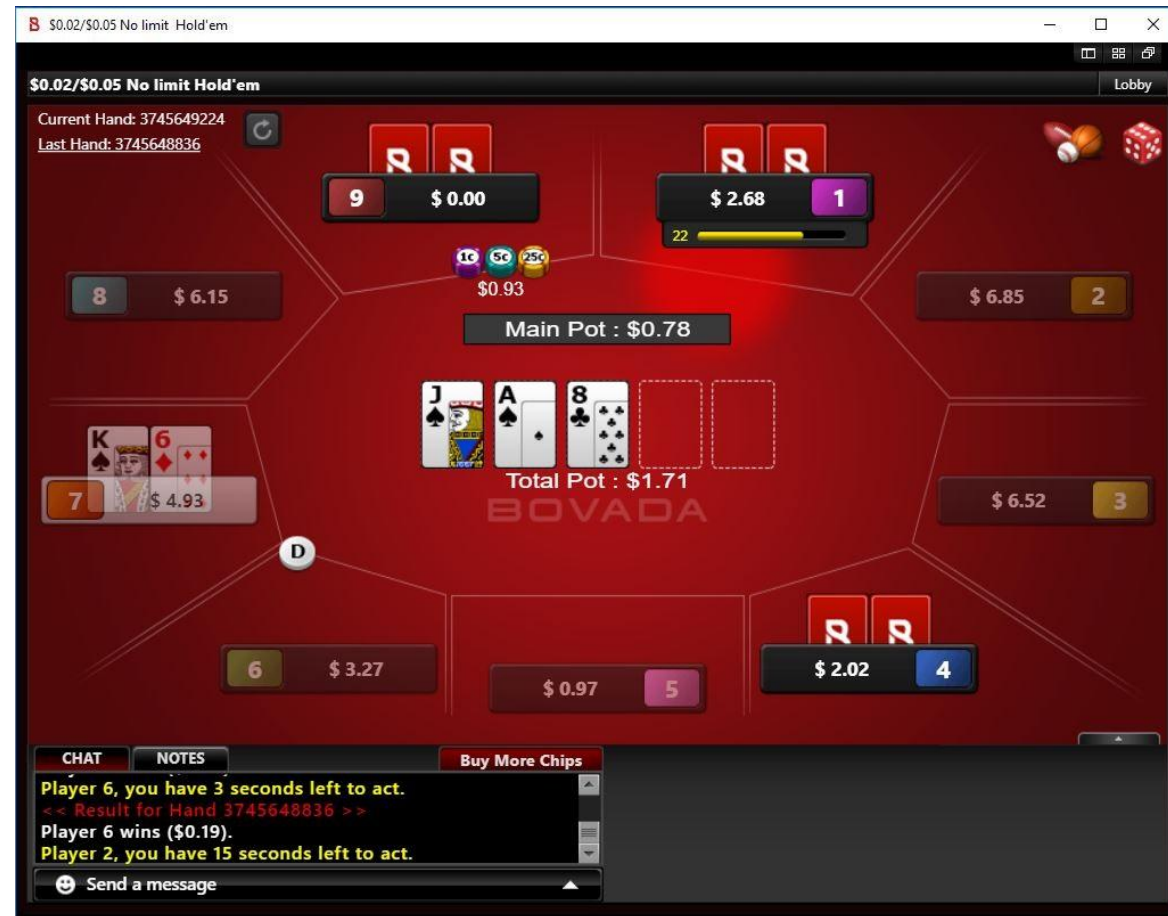 $0.02/$0.05 No limit Hold'em
$0.02/$0.05 No limit Hold'em
Lobby
Current Hand: 3745649224
Last Hand: 3745648836
9 $ 0.00
$ 2.68 1
22
1¢ 5¢ 25¢
$0.93
8 $ 6.15
$ 6.85 2
Main Pot : $0.78
J A 8
K 6
Total Pot : $1.71
BOVADA
7 $ 4.93
$ 6.52 3
D
6 $ 3.27
$ 0.97 5
$ 2.02 4
CHAT NOTES Buy More Chips
Player 6, you have 3 seconds left to act.
<< Result for Hand 3745648836 >>
Player 6 wins ($0.19).
Player 2, you have 15 seconds left to act.
Send a message